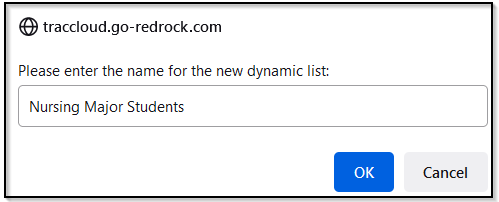 traccloud.go-redrock.com
Please enter the name for the new dynamic list:
Nursing Major Students
OK Cancel